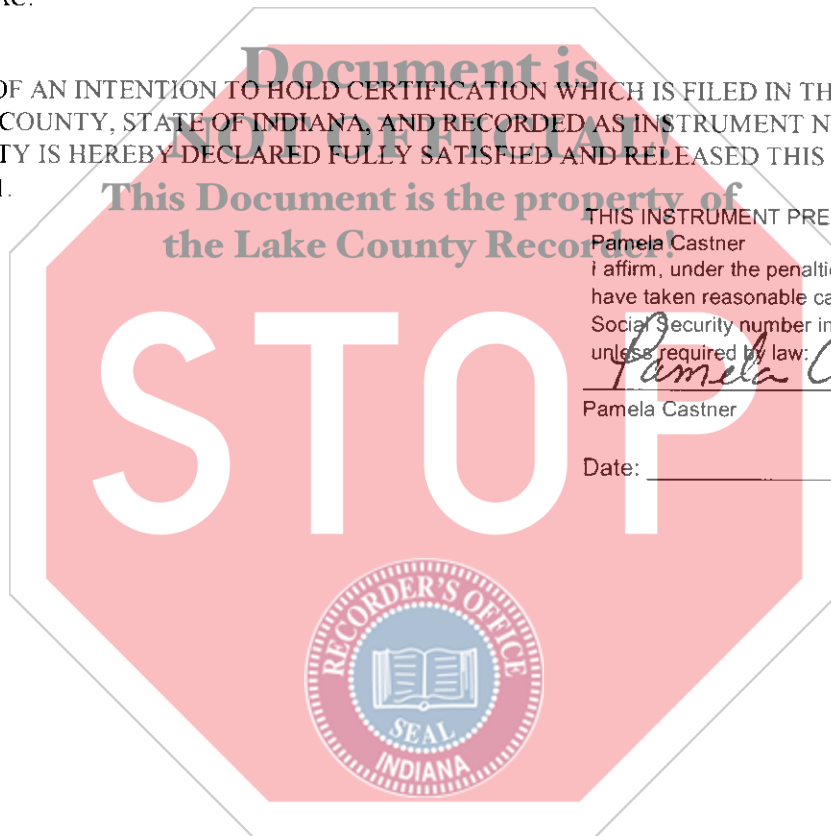 AC.
Document is
OF AN INTENTION TO HOLD CERTIFICATION WHICH IS FILED IN TH
COUNTY, STATE OF INDIANA, AND RECORDED AS INSTRUMENT N
NOT OFFICIAL!
TY IS HEREBY DECLARED FULLY SATISFIED AND RELEASED THIS
This Document is the property of
the Lake County Recorder!
THIS INSTRUMENT PRE
Pamela Castner
I affirm, under the penaltie
have taken reasonable ca
Social Security number in
unless required by law:
Pamela C
Pamela Castner
Date:
STOP
RECORDER'S OFFICE
SEAL
INDIANA